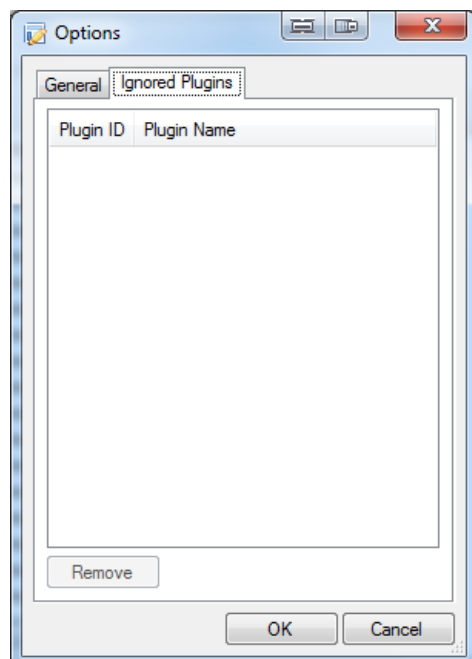 Options
General Ignored Plugins
Plugin ID Plugin Name
Remove
OK Cancel